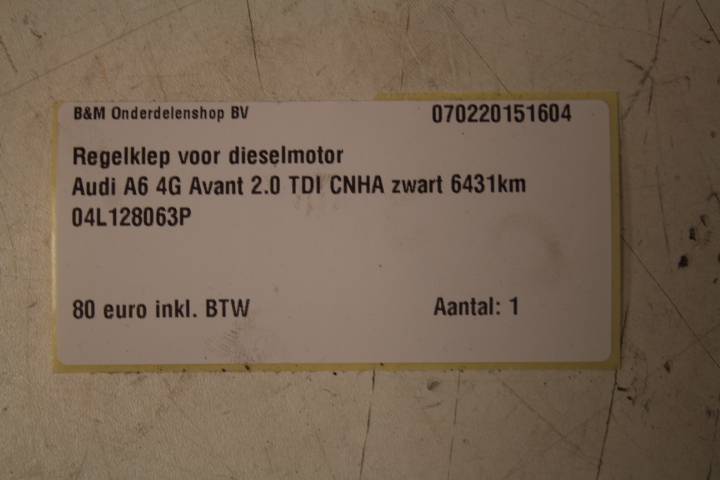 B&M Onderdelenshop BV 070220151604
Regelklep voor dieselmotor
Audi A6 4G Avant 2.0 TDI CNHA zwart 6431km
04L128063P
80 euro inkl. BTW Aantal: 1